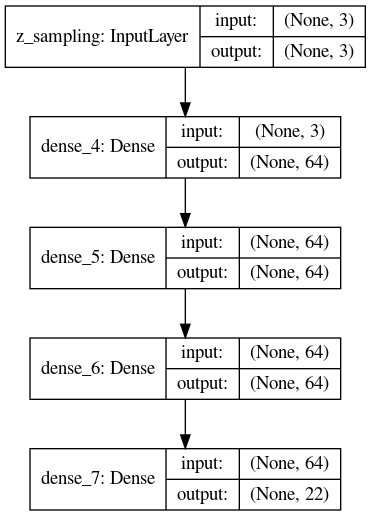 z_sampling: InputLayer input: (None, 3)
output: (None, 3)
dense_4: Dense input: (None, 3)
output: (None, 64)
dense_5: Dense input: (None, 64)
output: (None, 64)
dense_6: Dense input: (None, 64)
output: (None, 64)
dense_7: Dense input: (None, 64)
output: (None, 22)